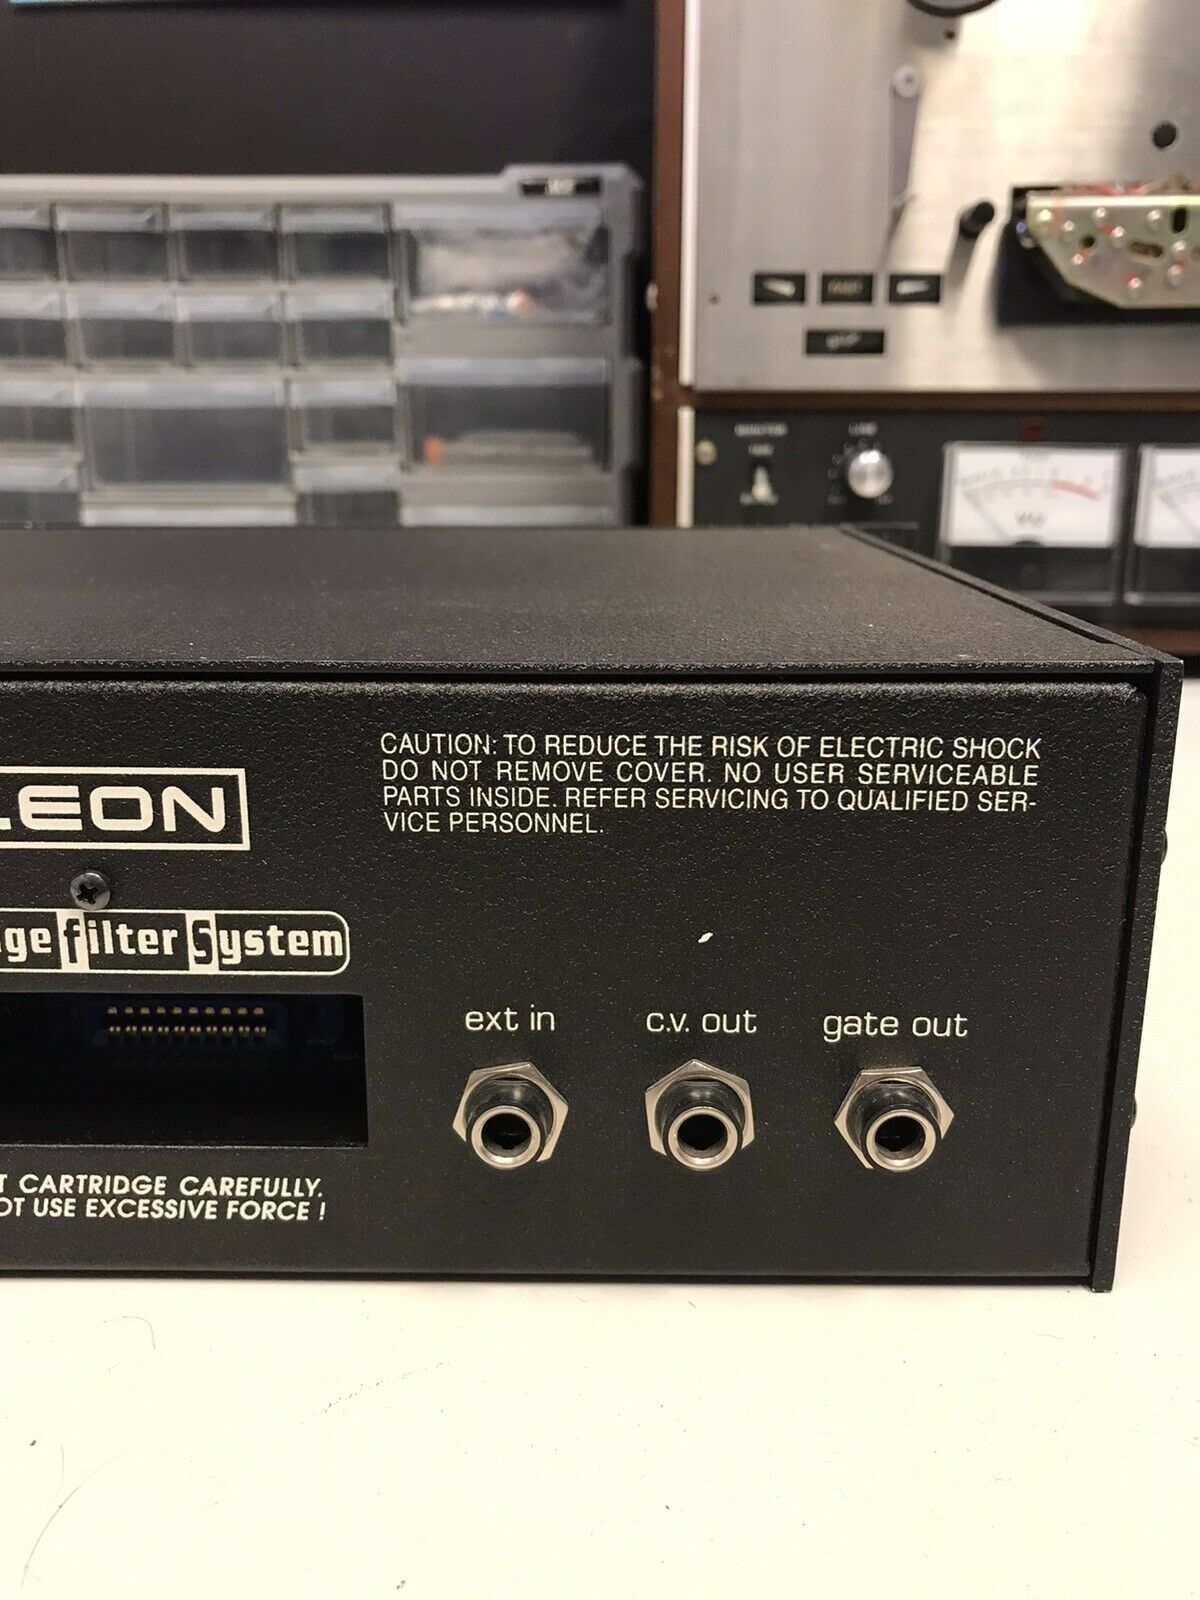 VU
CAUTION: TO REDUCE THE RISK OF ELECTRIC SHOCK
DO NOT REMOVE COVER. NO USER SERVICEABLE
PARTS INSIDE. REFER SERVICING TO QUALIFIED SER-
VICE PERSONNEL.
LEON
ge filter System
ext in
c.v. out
gate out
T CARTRIDGE CAREFULLY.
OT USE EXCESSIVE FORCE !